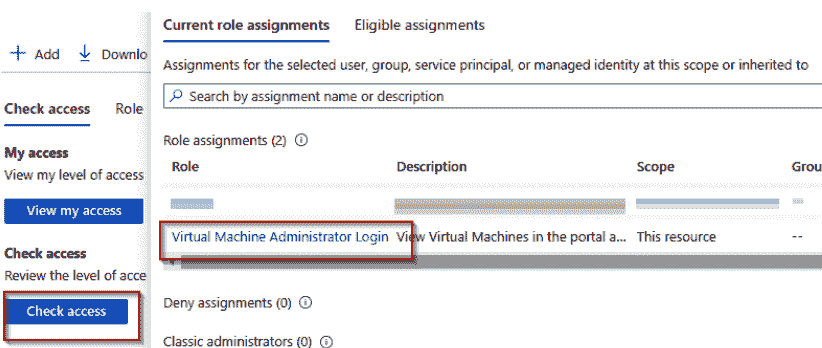 Current role assignments Eligible assignments
Add Downlo
Assignments for the selected user, group, service principal, or managed identity at this scope or inherited to
Search by assignment name or description
Check access Role
Role assignments (2)
My access
View my level of access
Role Description Scope Grou
View my access
Virtual Machine Administrator Login View Virtual Machines in the portal a... This resource --
Check access
Review the level of acce
Check access
Deny assignments (0)
Classic administrators (0)